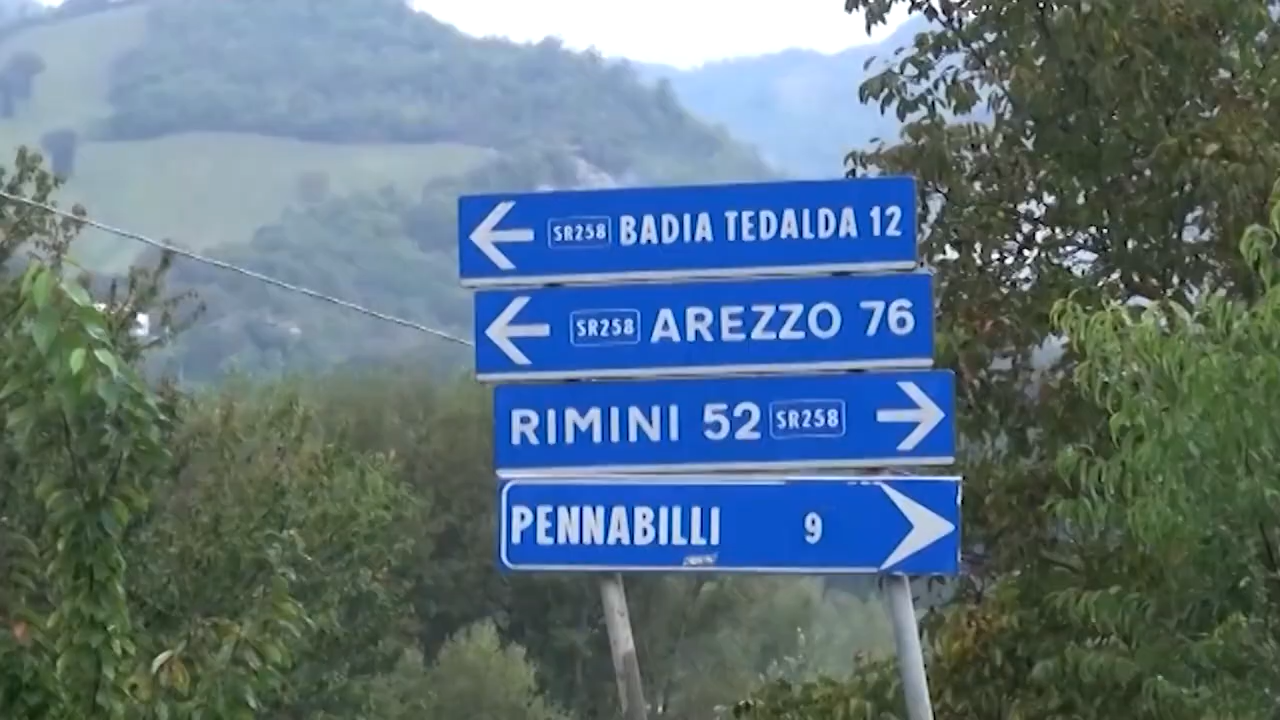 SR258 BADIA TEDALDA 12
SR258 AREZZO 76
RIMINI 52 SR258
PENNABILLI 9